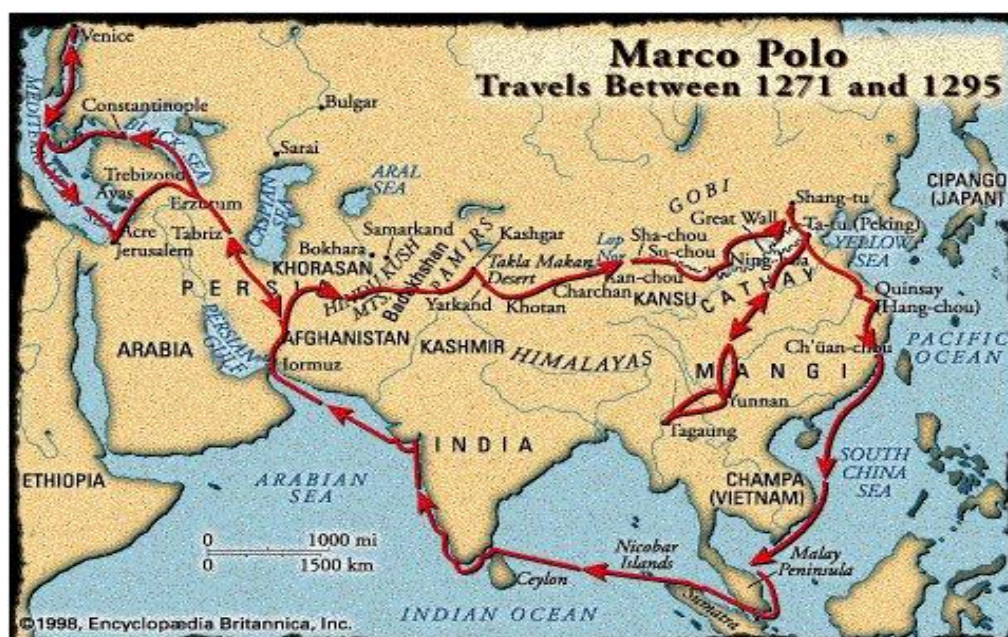 Marco Polo
Travels Between 1271 and 1295
Venice
Constantinople
BLACK SEA
Bulgar
Sarai
ARAL
SEA
CASPIAN
SEA
Trebizond
Ayas
Erzurum
Acre
Jerusalem
Tabriz
Bokhara
Samarkand
KHORASAN
HINDU KUSH
MTS.
Badakhshan
PAMIRS
Kashgar
Takla Makan
Desert
Yarkand
Khotan
Charchan
Lop
Nor
GOBI
Sha-chou
Su-chou
Kan-chou
KANSU
Great Wall
Shang-tu
Ta-tu (Peking)
CATHAY
YELLOW
SEA
CIPANGO
(JAPAN)
Quinsay
(Hang-chou)
PACIFIC
OCEAN
Ch'üan-chou
MANGI
Yunnan
Tagaung
HIMALAYAS
KASHMIR
AFGHANISTAN
PERSIAN
GULF
ARABIA
INDIA
ETHIOPIA
ARABIAN
SEA
CHAMPA
(VIETNAM)
SOUTH
CHINA
SEA
Malay
Peninsula
Nicobar
Islands
Sumatra
Ceylon
0 1000 mi
0 1500 km
INDIAN OCEAN
©1998, Encyclopædia Britannica, Inc.